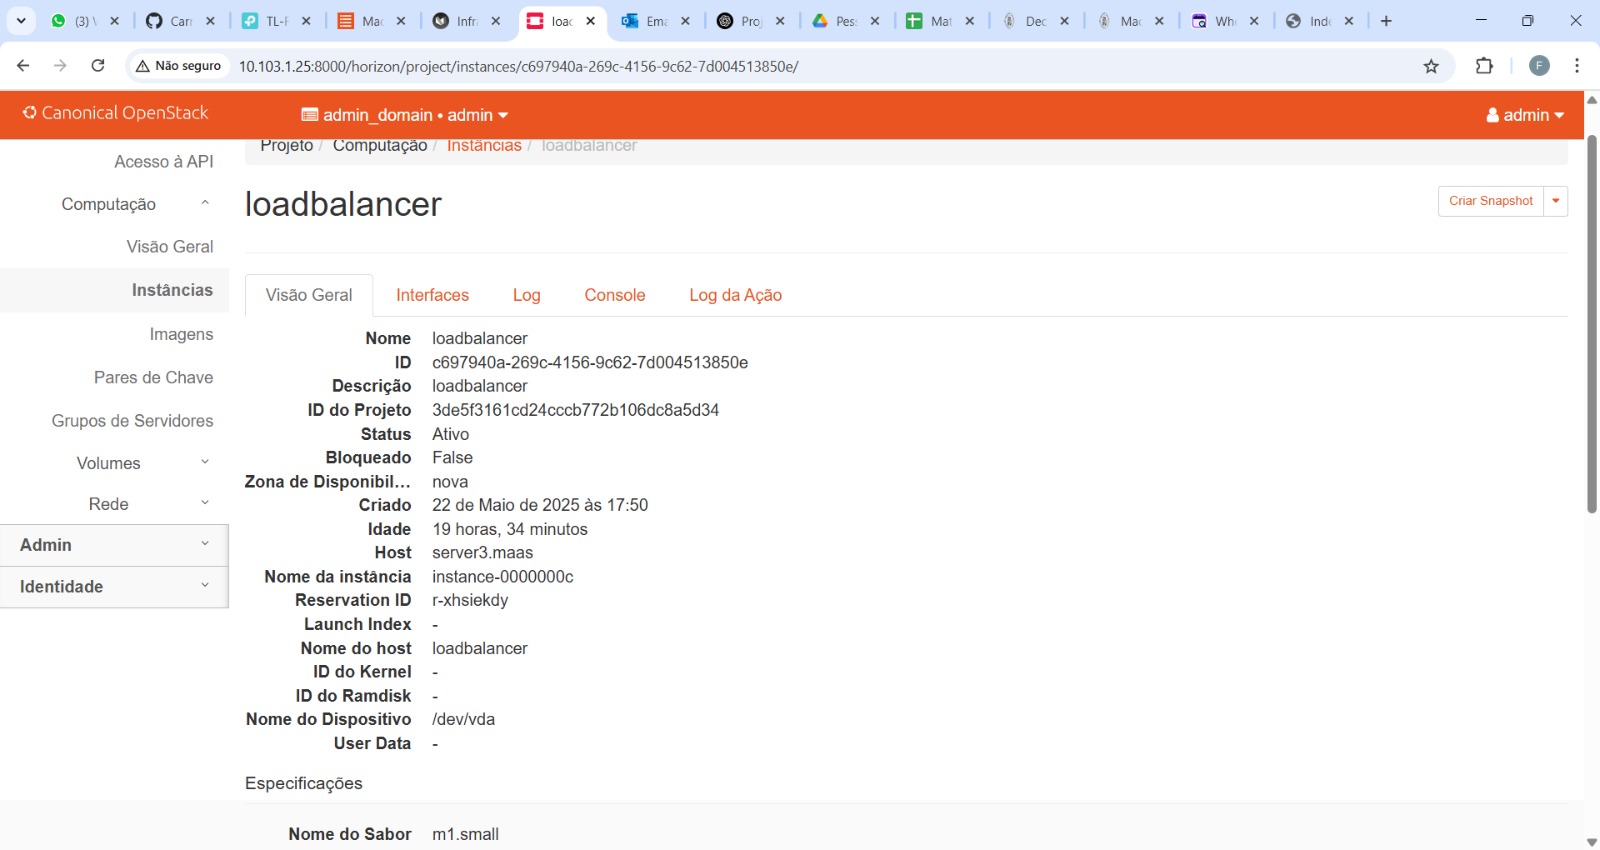 (3) \
Carr
TL-F
Mac
Infra
loac
Ema
Proj
Pes
Mat
Dec
Mac
Wh
Ind
Não seguro
10.103.1.25:8000/horizon/project/instances/c697940a-269c-4156-9c62-7d004513850e/
F
Canonical OpenStack
admin_domain • admin
admin
Acesso à API
Computação
Visão Geral
Instâncias
Imagens
Pares de Chave
Grupos de Servidores
Volumes
Rede
Admin
Identidade
Projeto / Computação / Instâncias / loadbalancer
loadbalancer
Criar Snapshot
Visão Geral Interfaces Log Console Log da Ação
Nome loadbalancer
ID c697940a-269c-4156-9c62-7d004513850e
Descrição loadbalancer
ID do Projeto 3de5f3161cd24cccb772b106dc8a5d34
Status Ativo
Bloqueado False
Zona de Disponibil... nova
Criado 22 de Maio de 2025 às 17:50
Idade 19 horas, 34 minutos
Host server3.maas
Nome da instância instance-0000000c
Reservation ID r-xhsiekdy
Launch Index -
Nome do host loadbalancer
ID do Kernel -
ID do Ramdisk -
Nome do Dispositivo /dev/vda
User Data -
Especificações
Nome do Sabor m1.small